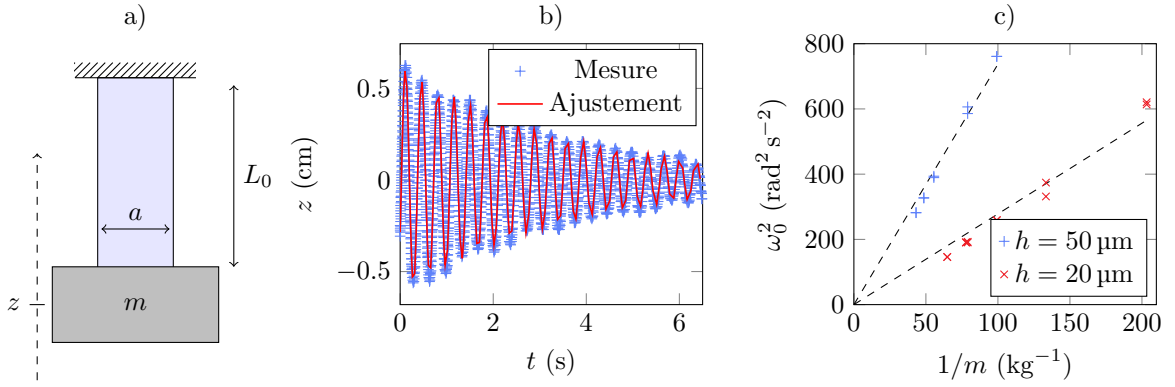 a)
L₀
a
m
z
b)
Mesure
Ajustement
0.5
0
−0.5
z (cm)
0 2 4 6
t (s)
c)
800
600
400
200
0
ω₀² (rad² s⁻²)
h = 50 µm
h = 20 µm
0 50 100 150 200
1/m (kg⁻¹)